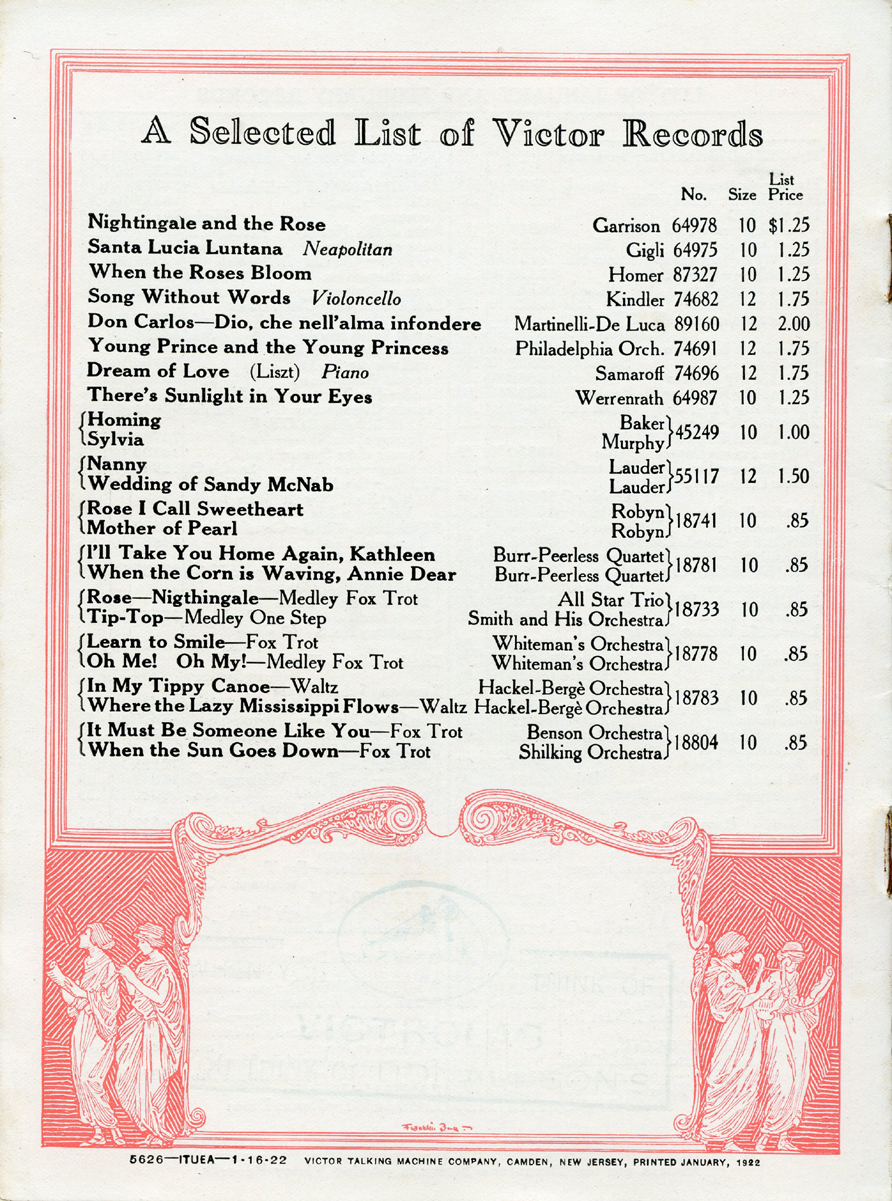 A Selected List of Victor Records
No. Size List Price
Nightingale and the Rose Garrison 64978 10 $1.25
Santa Lucia Luntana Neapolitan Gigli 64975 10 1.25
When the Roses Bloom Homer 87327 10 1.25
Song Without Words Violoncello Kindler 74682 12 1.75
Don Carlos—Dio, che nell'alma infondere Martinelli-De Luca 89160 12 2.00
Young Prince and the Young Princess Philadelphia Orch. 74691 12 1.75
Dream of Love (Liszt) Piano Samaroff 74696 12 1.75
There's Sunlight in Your Eyes Werrenrath 64987 10 1.25
{Homing Baker}
{Sylvia Murphy} 45249 10 1.00
{Nanny Lauder}
{Wedding of Sandy McNab Lauder} 55117 12 1.50
{Rose I Call Sweetheart Robyn}
{Mother of Pearl Robyn} 18741 10 .85
{I'll Take You Home Again, Kathleen Burr-Peerless Quartet}
{When the Corn is Waving, Annie Dear Burr-Peerless Quartet} 18781 10 .85
{Rose—Nigthingale—Medley Fox Trot All Star Trio}
{Tip-Top—Medley One Step Smith and His Orchestra} 18733 10 .85
{Learn to Smile—Fox Trot Whiteman's Orchestra}
{Oh Me! Oh My!—Medley Fox Trot Whiteman's Orchestra} 18778 10 .85
{In My Tippy Canoe—Waltz Hackel-Bergè Orchestra}
{Where the Lazy Mississippi Flows—Waltz Hackel-Bergè Orchestra} 18783 10 .85
{It Must Be Someone Like You—Fox Trot Benson Orchestra}
{When the Sun Goes Down—Fox Trot Shilking Orchestra} 18804 10 .85
5626—ITUEA—1-16-22 VICTOR TALKING MACHINE COMPANY, CAMDEN, NEW JERSEY, PRINTED JANUARY, 1922